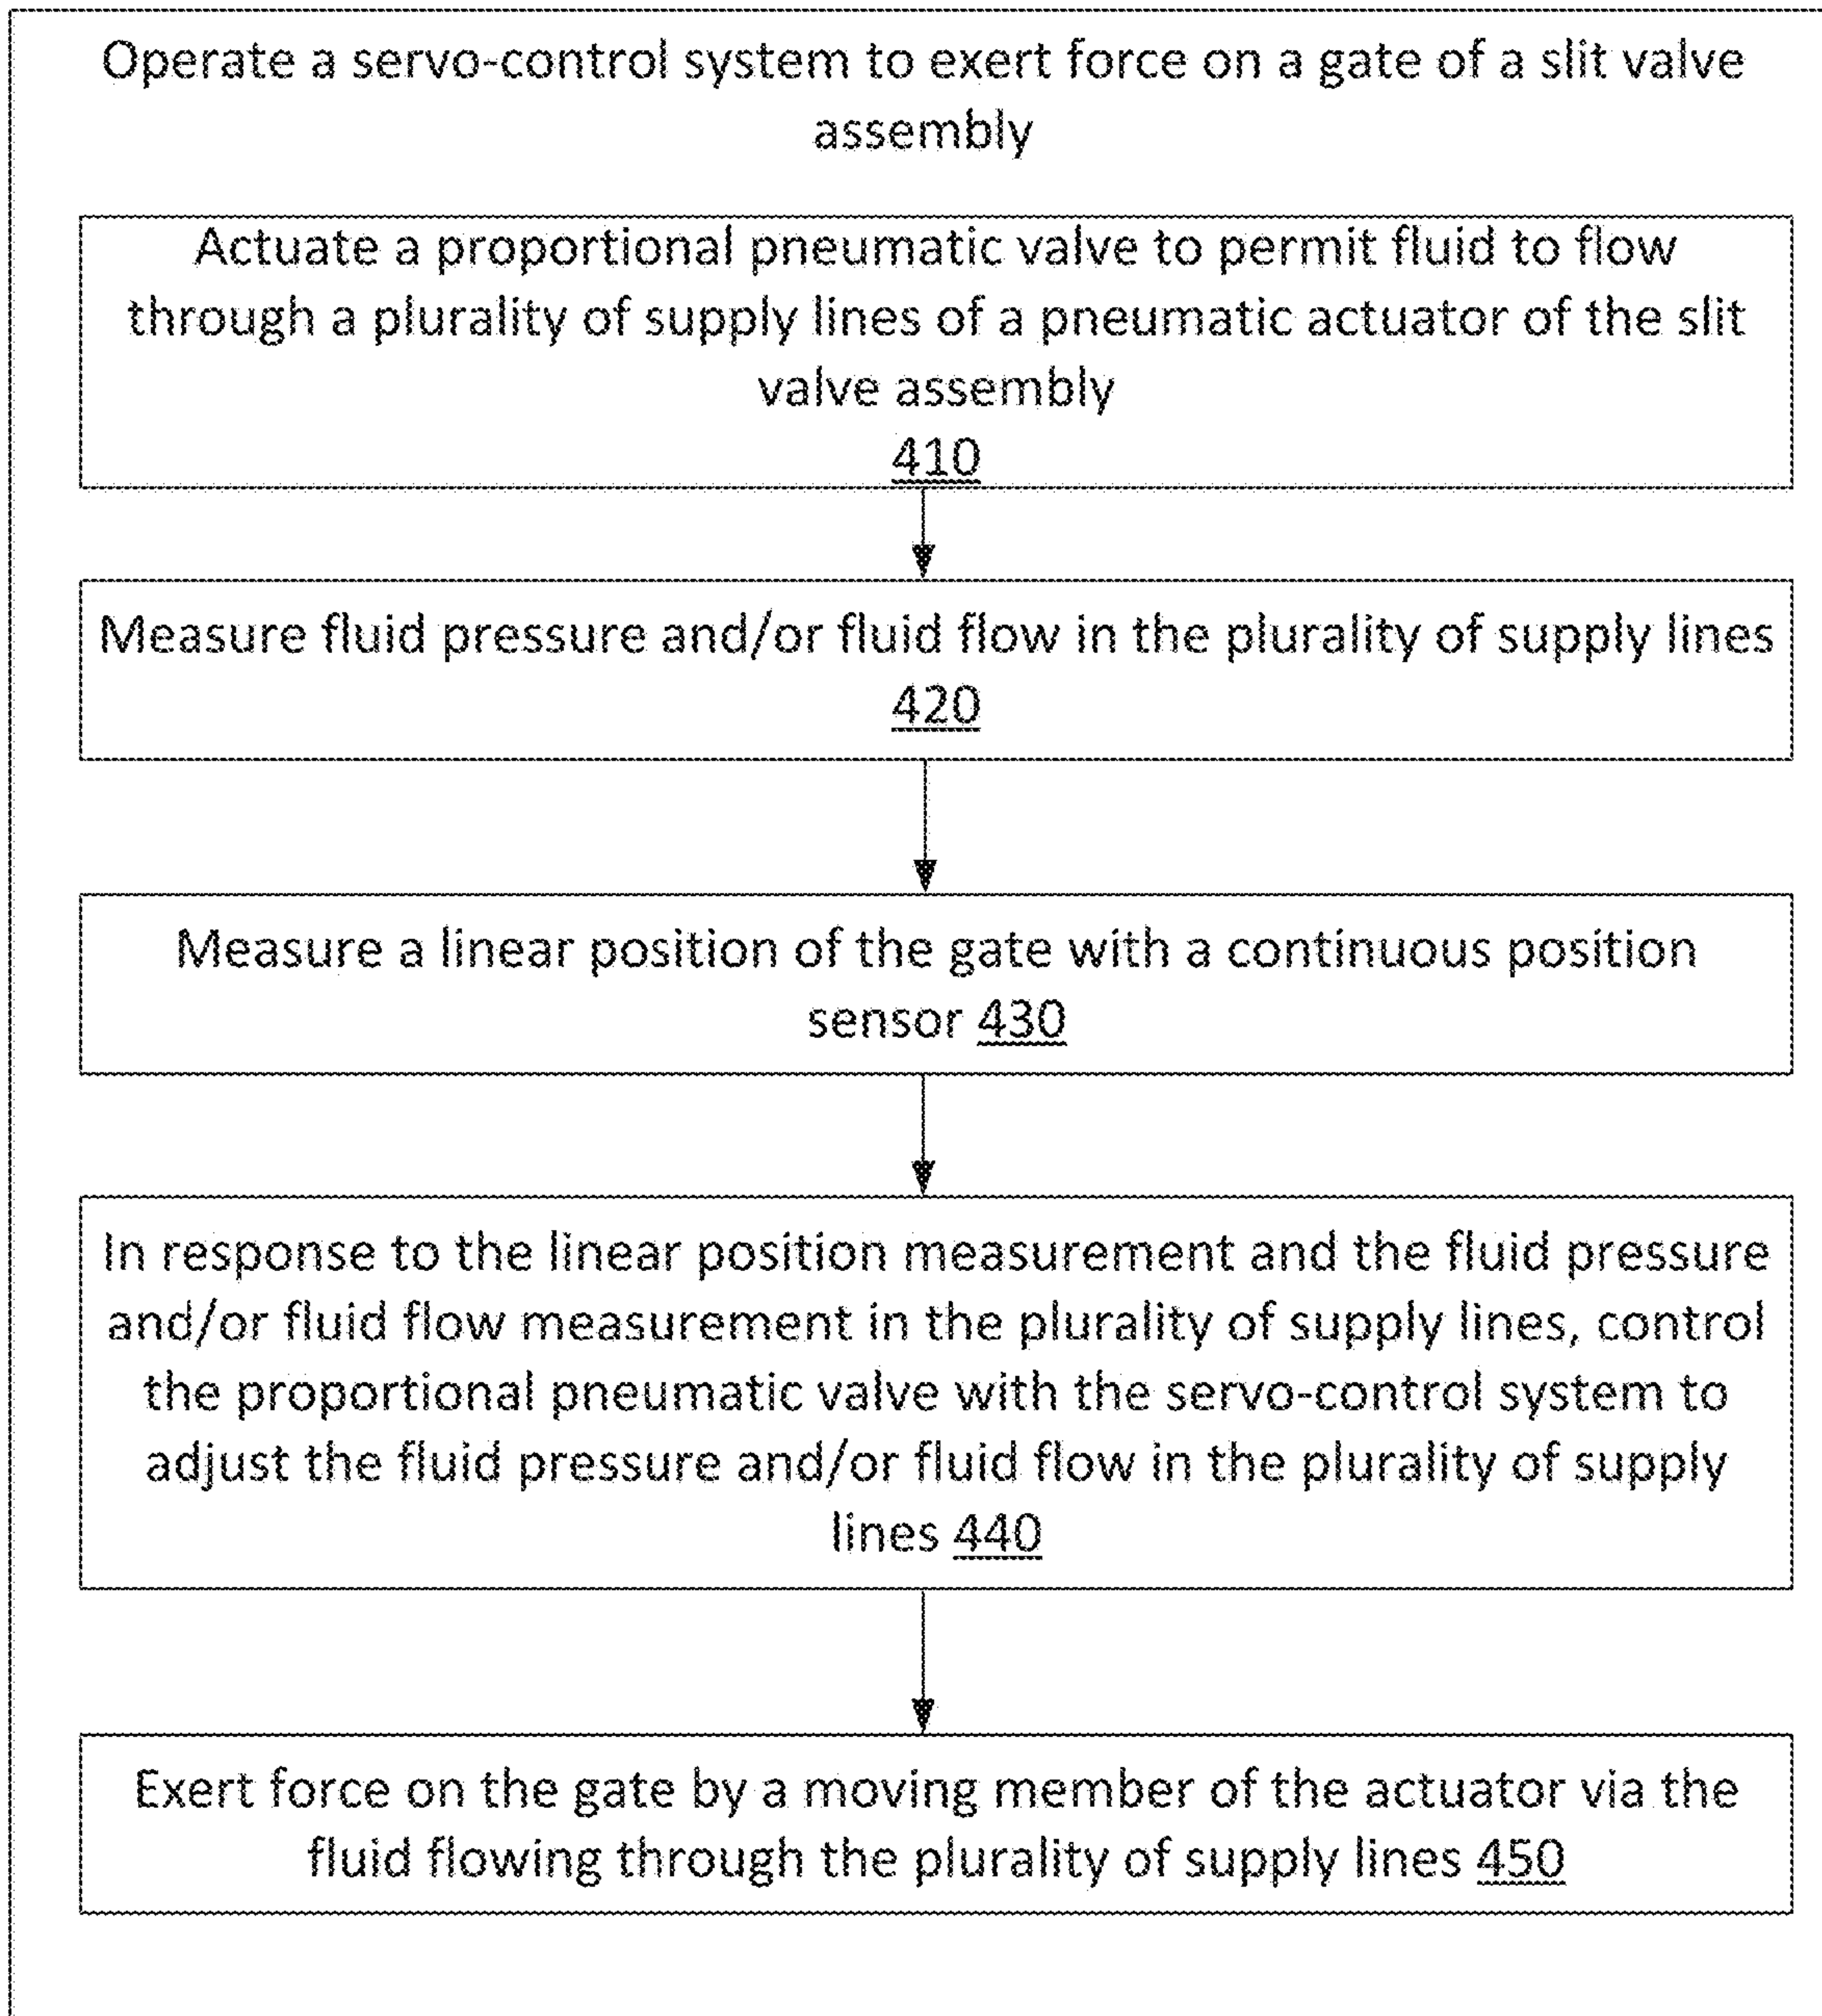 Operate a servo-control system to exert force on a gate of a slit valve
assembly
Actuate a proportional pneumatic valve to permit fluid to flow
through a plurality of supply lines of a pneumatic actuator of the slit
valve assembly
410
Measure fluid pressure and/or fluid flow in the plurality of supply lines
420
Measure a linear position of the gate with a continuous position
sensor 430
In response to the linear position measurement and the fluid pressure
and/or fluid flow measurement in the plurality of supply lines, control
the proportional pneumatic valve with the servo-control system to
adjust the fluid pressure and/or fluid flow in the plurality of supply
lines 440
Exert force on the gate by a moving member of the actuator via the
fluid flowing through the plurality of supply lines 450